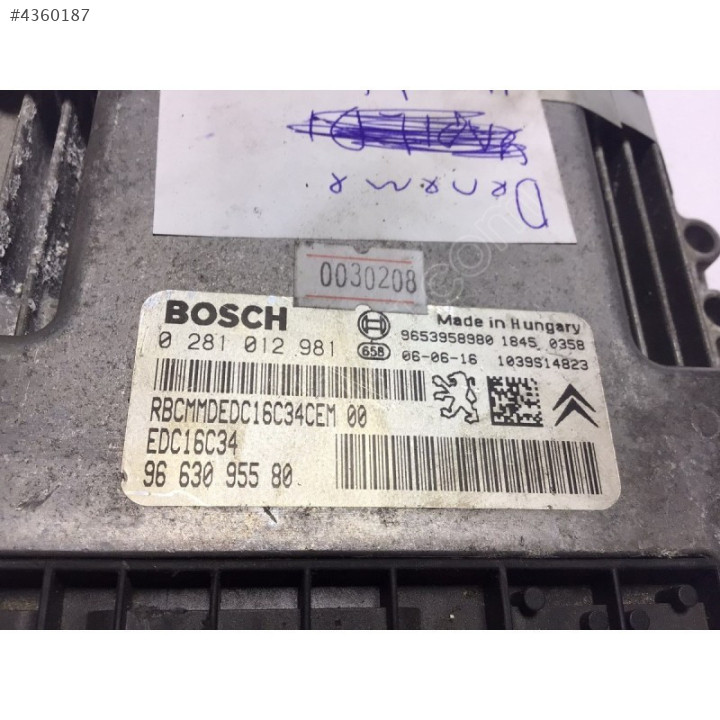 #4360187
0030208
BOSCH
0 281 012 981
Made in Hungary
9653958980 1845 0358
658 06-06-16 1039S14823
RBCMMDEDC16C34CEM 00
EDC16C34
96 630 955 80